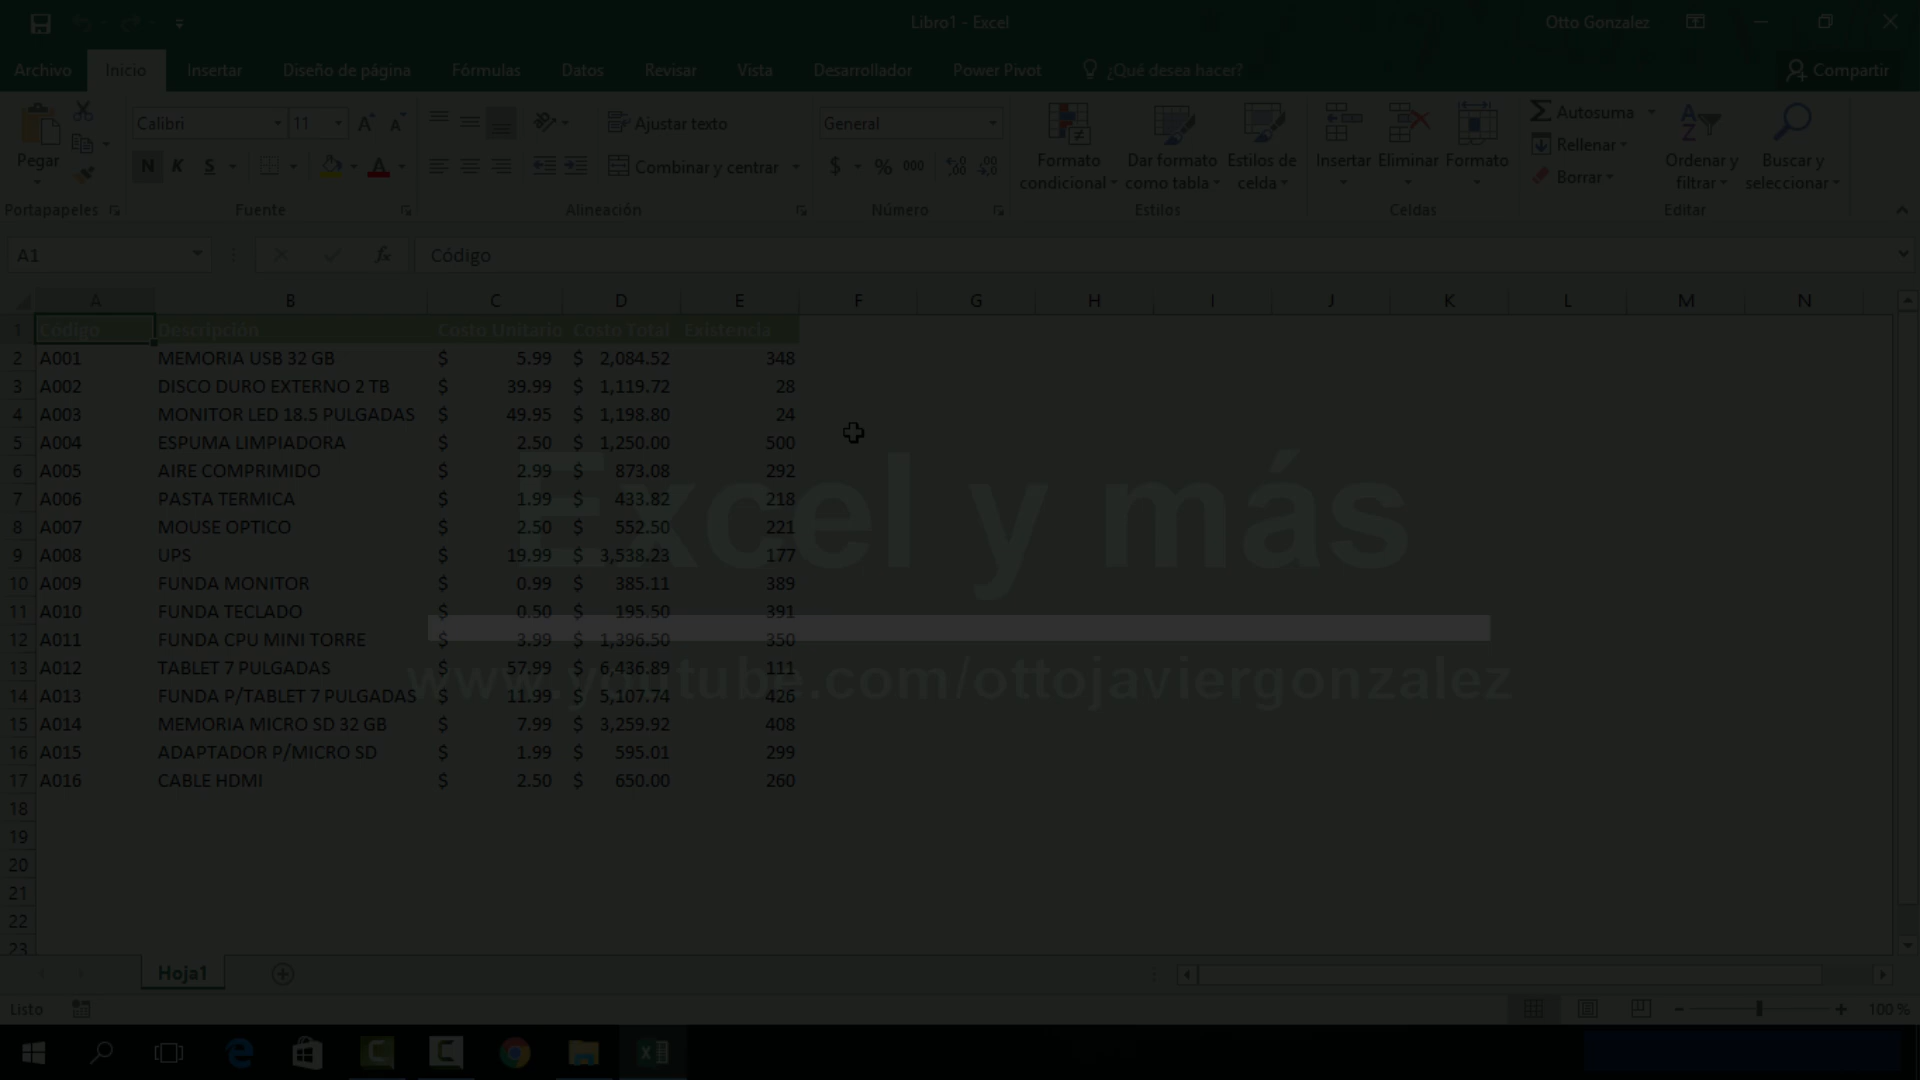 Libro1 - Excel
Otto Gonzalez
Archivo Inicio Insertar Diseño de página Fórmulas Datos Revisar Vista Desarrollador Power Pivot ¿Qué desea hacer? Compartir
Calibri 11 Ajustar texto General
Pegar Formato condicional Dar formato como tabla Estilos de celda Insertar Eliminar Formato Autosuma Rellenar Borrar Ordenar y filtrar Buscar y seleccionar
N K S Combinar y centrar $ % 000
Portapapeles Fuente Alineación Número Estilos Celdas Editar
A1 fx Código
A B C D E F G H I J K L M N
1 Código Descripción Costo Unitario Costo Total Existencia
2 A001 MEMORIA USB 32 GB $ 5.99 $ 2,084.52 348
3 A002 DISCO DURO EXTERNO 2 TB $ 39.99 $ 1,119.72 28
4 A003 MONITOR LED 18.5 PULGADAS $ 49.95 $ 1,198.80 24
5 A004 ESPUMA LIMPIADORA $ 2.50 $ 1,250.00 500
6 A005 AIRE COMPRIMIDO $ 2.99 $ 873.08 292
7 A006 PASTA TERMICA $ 1.99 $ 433.82 218
8 A007 MOUSE OPTICO $ 2.50 $ 552.50 221
9 A008 UPS $ 19.99 $ 3,538.23 177
10 A009 FUNDA MONITOR $ 0.99 $ 385.11 389
11 A010 FUNDA TECLADO $ 0.50 $ 195.50 391
12 A011 FUNDA CPU MINI TORRE $ 3.99 $ 1,396.50 350
13 A012 TABLET 7 PULGADAS $ 57.99 $ 6,436.89 111
14 A013 FUNDA P/TABLET 7 PULGADAS $ 11.99 $ 5,107.74 426
15 A014 MEMORIA MICRO SD 32 GB $ 7.99 $ 3,259.92 408
16 A015 ADAPTADOR P/MICRO SD $ 1.99 $ 595.01 299
17 A016 CABLE HDMI $ 2.50 $ 650.00 260
18
19
20
21
22
23
Excel y más
www.youtube.com/ottojaviergonzalez
Hoja1
Listo
100 %